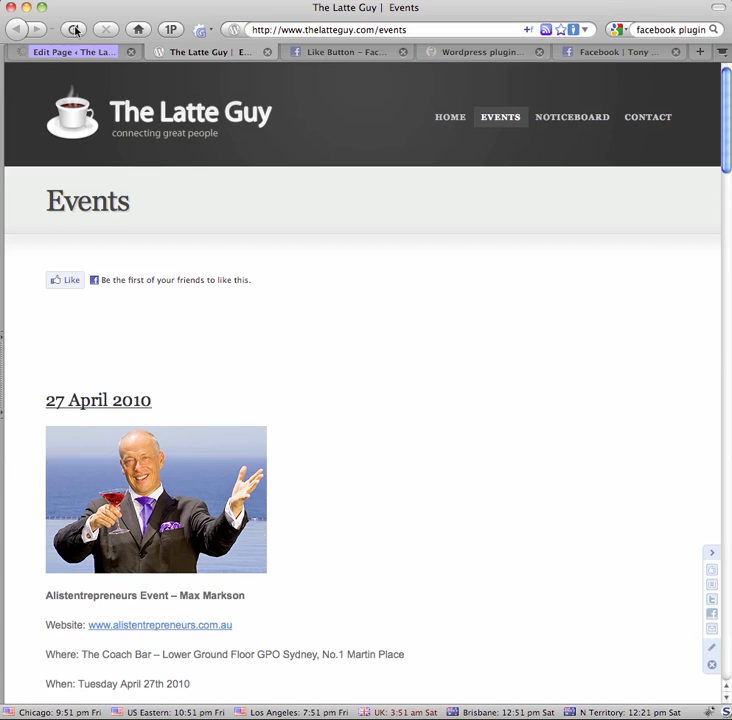 The Latte Guy | Events
1P
http://www.thelatteguy.com/events
facebook plugin
Edit Page ‹ The La...
The Latte Guy | E...
Like Button – Fac...
Wordpress plugin...
Facebook | Tony ...
The Latte Guy
connecting great people
HOME EVENTS NOTICEBOARD CONTACT
Events
Like Be the first of your friends to like this.
27 April 2010
Alistentrepreneurs Event – Max Markson
Website: www.alistentrepreneurs.com.au
Where: The Coach Bar – Lower Ground Floor GPO Sydney, No.1 Martin Place
When: Tuesday April 27th 2010
Chicago: 9:51 pm Fri US Eastern: 10:51 pm Fri Los Angeles: 7:51 pm Fri UK: 3:51 am Sat Brisbane: 12:51 pm Sat N Territory: 12:21 pm Sat S